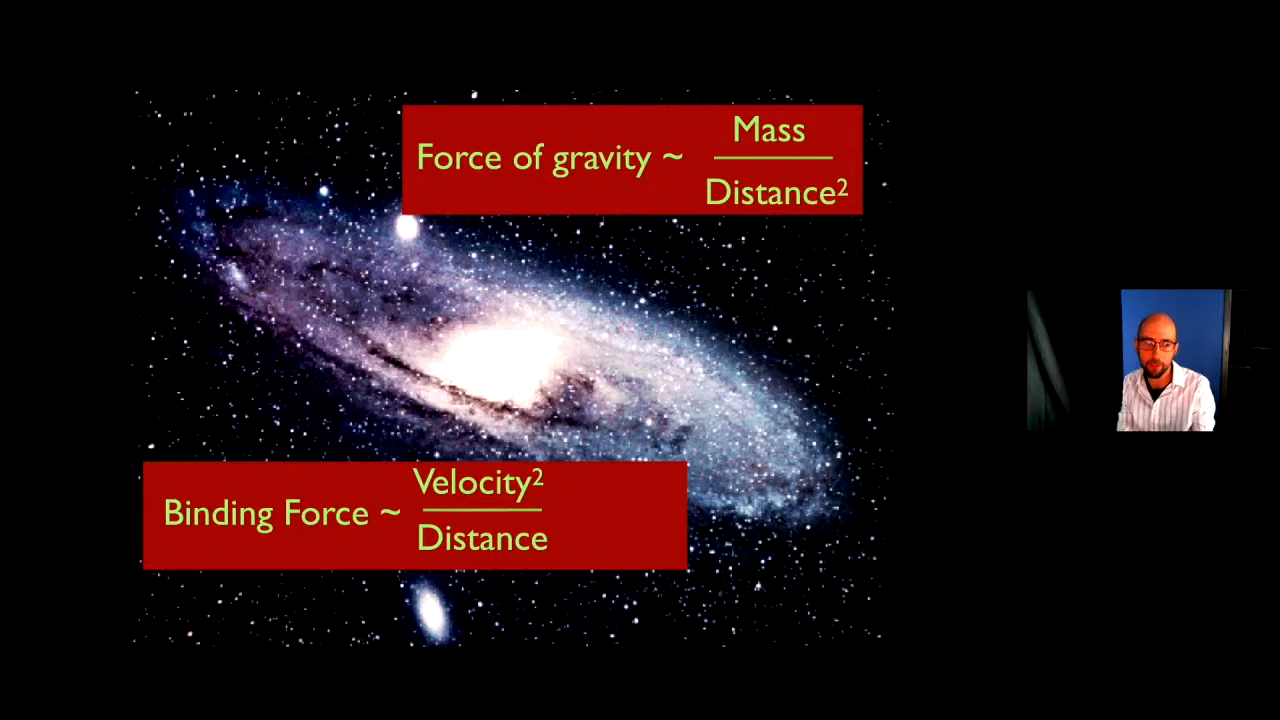 Force of gravity ~ Mass
Distance²
Binding Force ~ Velocity²
Distance